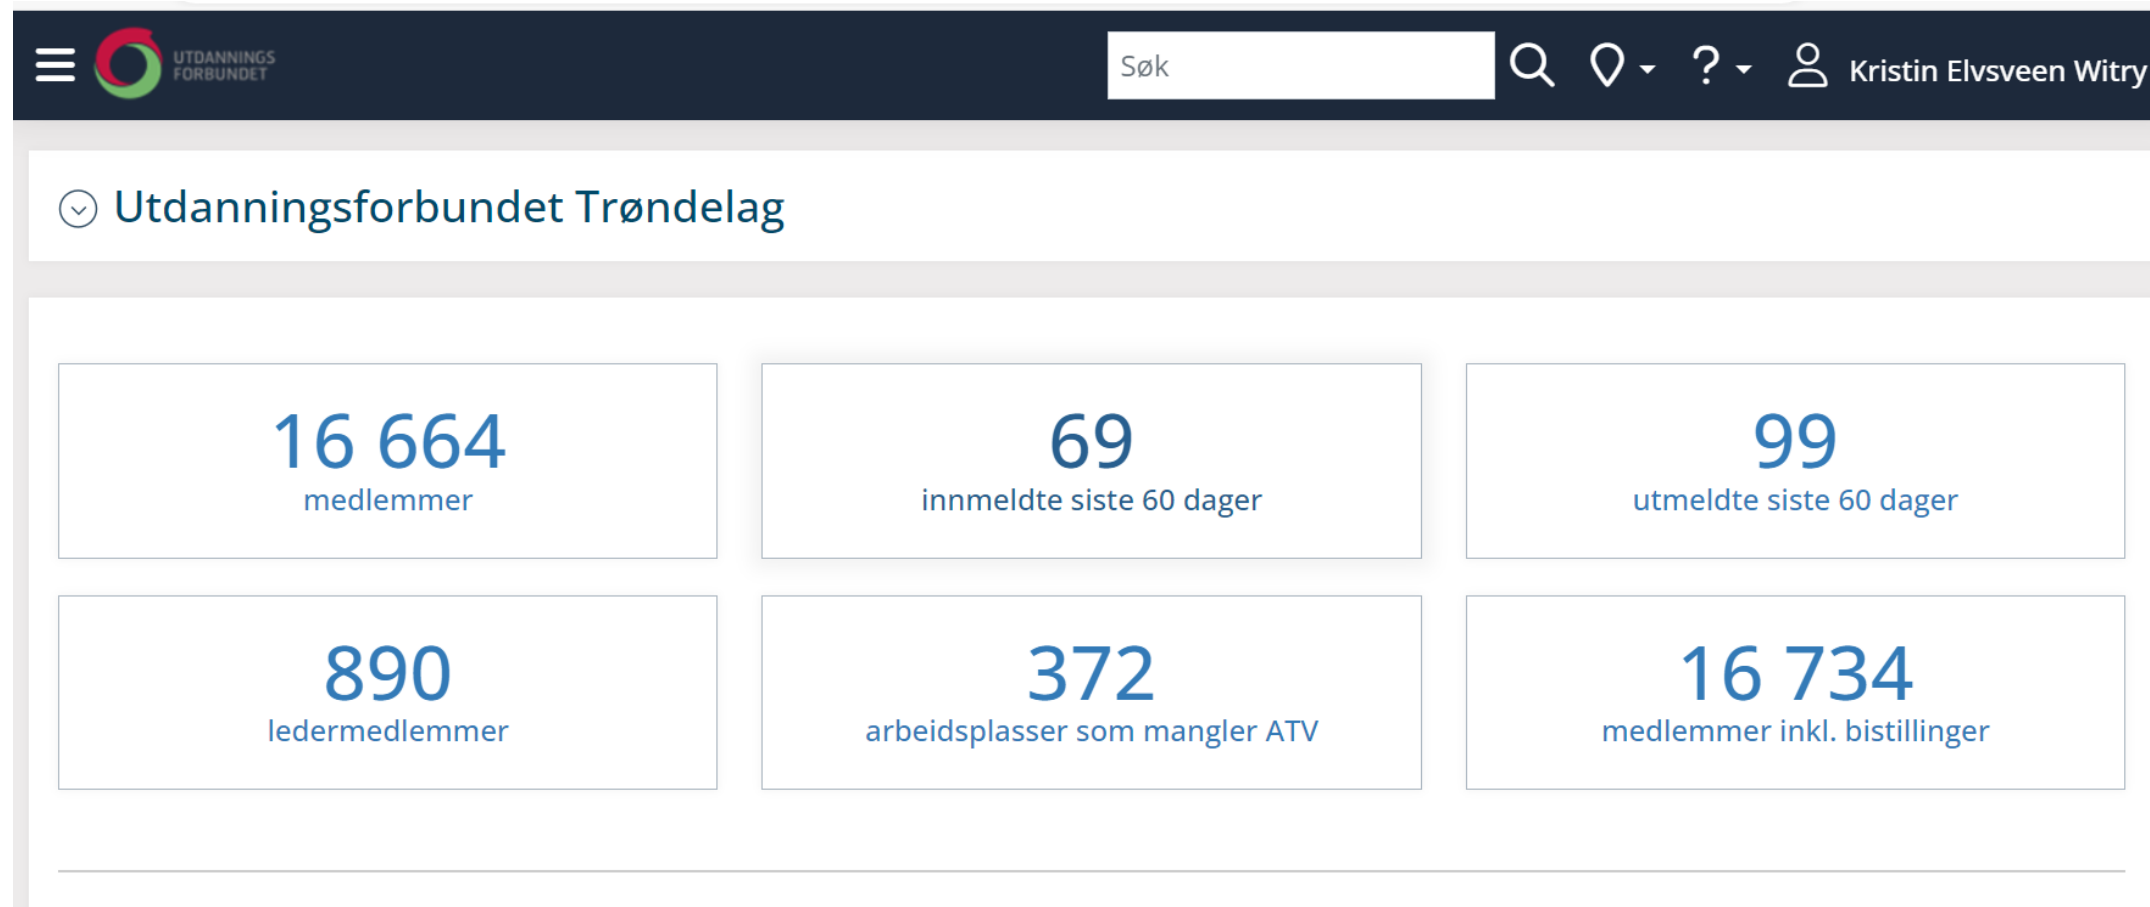 UTDANNINGS
FORBUNDET
Søk
?
Kristin Elvsveen Witry
Utdanningsforbundet Trøndelag
16 664
medlemmer
69
innmeldte siste 60 dager
99
utmeldte siste 60 dager
890
ledermedlemmer
372
arbeidsplasser som mangler ATV
16 734
medlemmer inkl. bistillinger